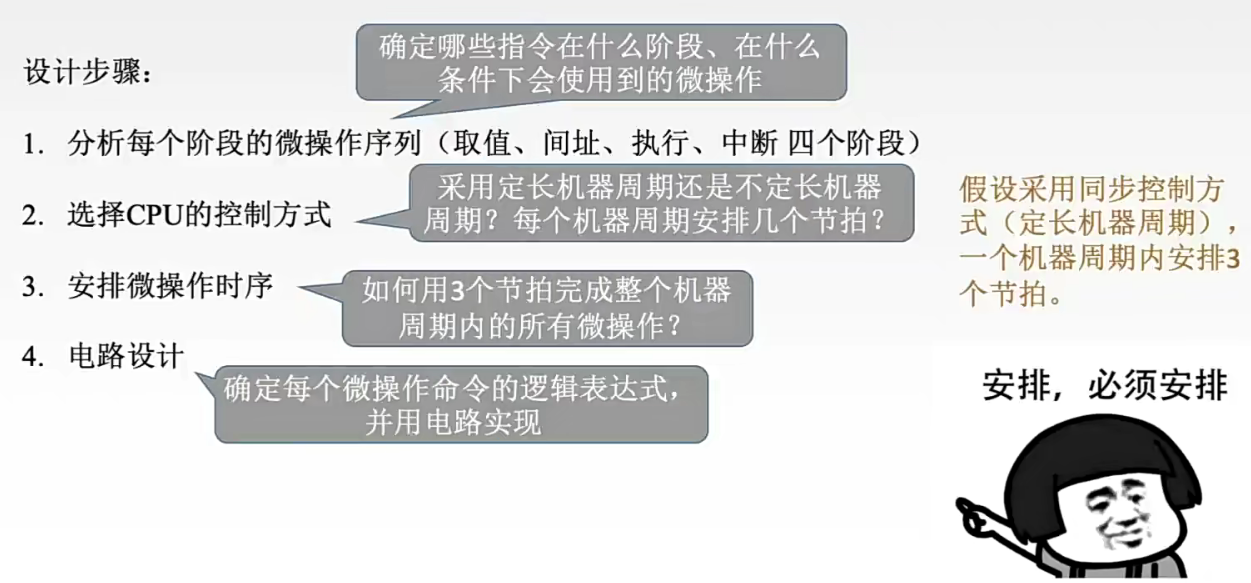 设计步骤：
确定哪些指令在什么阶段、在什么
条件下会使用到的微操作
1. 分析每个阶段的微操作序列（取值、间址、执行、中断 四个阶段）
2. 选择CPU的控制方式
采用定长机器周期还是不定长机器
周期？每个机器周期安排几个节拍？
假设采用同步控制方
式（定长机器周期），
一个机器周期内安排3
个节拍。
3. 安排微操作时序
如何用3个节拍完成整个机器
周期内的所有微操作？
4. 电路设计
确定每个微操作命令的逻辑表达式，
并用电路实现
安排，必须安排